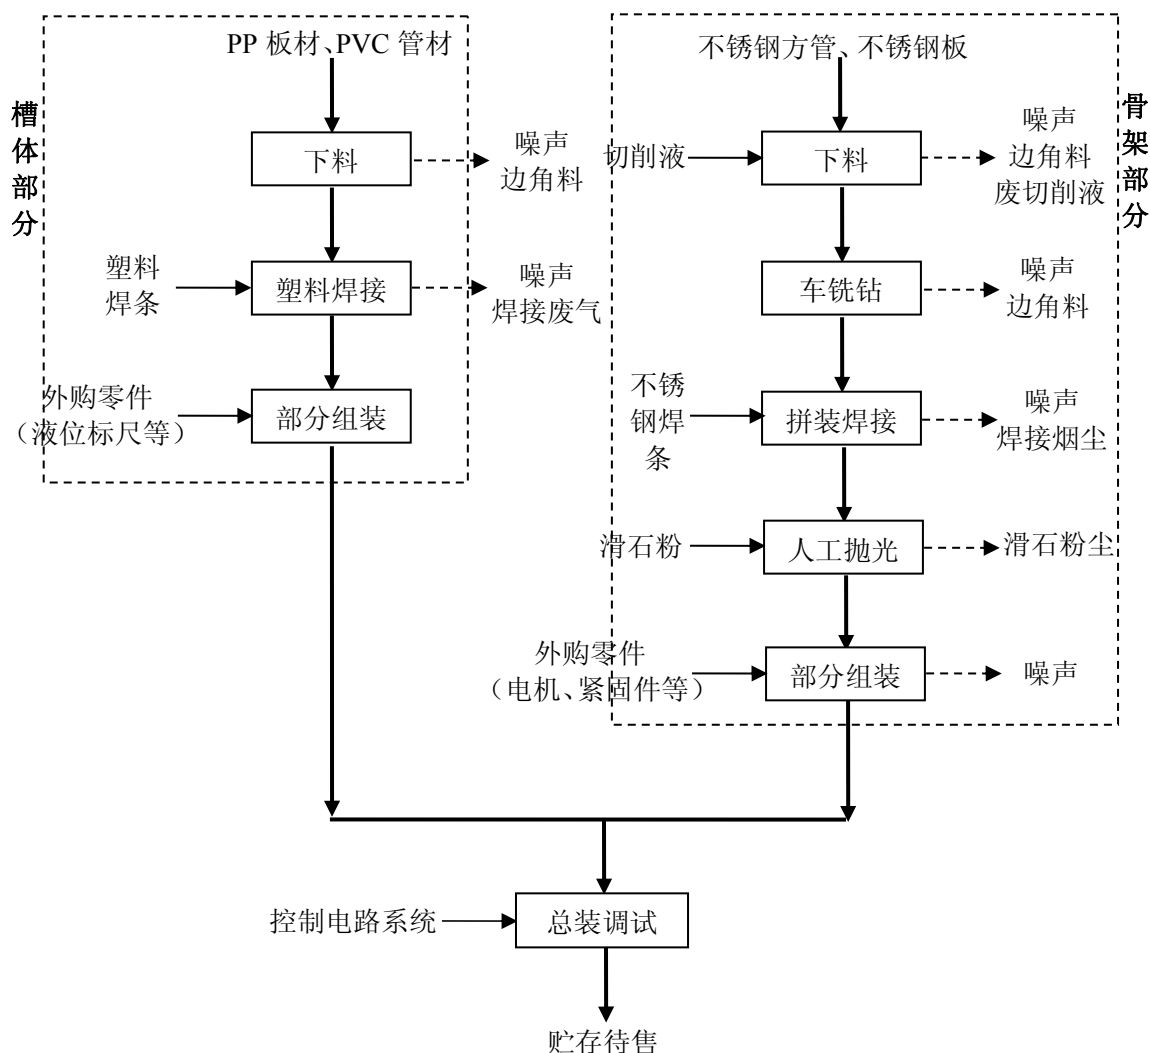 PP 板材、PVC 管材
槽体部分
下料
噪声
边角料
塑料
焊条
塑料焊接
噪声
焊接废气
外购零件
（液位标尺等）
部分组装
不锈钢方管、不锈钢板
骨架部分
切削液
下料
噪声
边角料
废切削液
车铣钻
噪声
边角料
不锈
钢焊
条
拼装焊接
噪声
焊接烟尘
滑石粉
人工抛光
滑石粉尘
外购零件
（电机、紧固件等）
部分组装
噪声
控制电路系统
总装调试
贮存待售